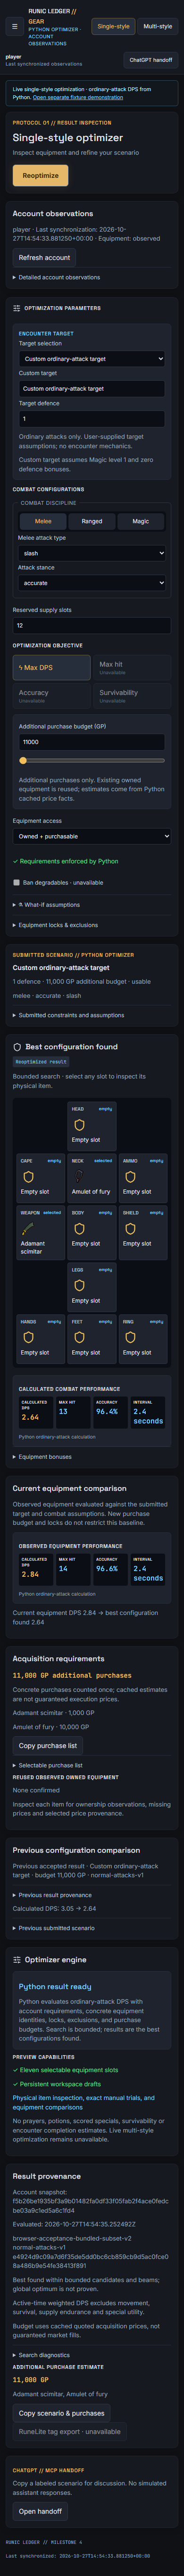 RUNIC LEDGER //
GEAR
PYTHON OPTIMIZER ·
ACCOUNT
OBSERVATIONS
Single-style
Multi-style
player
Last synchronized observations
ChatGPT handoff
Live single-style optimization · ordinary-attack DPS from
Python. Open separate fixture demonstration
PROTOCOL 01 // RESULT INSPECTION
Single-style optimizer
Inspect equipment and refine your scenario
Reoptimize
Account observations
player · Last synchronization: 2026-10-
27T14:54:33.881250+00:00 · Equipment: observed
Refresh account
Detailed account observations
OPTIMIZATION PARAMETERS
ENCOUNTER TARGET
Target selection
Custom ordinary-attack target
Custom target
Custom ordinary-attack target
Target defence
1
Ordinary attacks only. User-supplied target
assumptions; no encounter mechanics.
Custom target assumes Magic level 1 and zero
defence bonuses.
COMBAT CONFIGURATIONS
COMBAT DISCIPLINE
Melee
Ranged
Magic
Melee attack type
slash
Attack stance
accurate
Reserved supply slots
12
OPTIMIZATION OBJECTIVE
Max DPS
Max hit
Unavailable
Accuracy
Unavailable
Survivability
Unavailable
Additional purchase budget (GP)
11000
Additional purchases only. Existing owned
equipment is reused; estimates come from Python
cached price facts.
Equipment access
Owned + purchasable
✓ Requirements enforced by Python
Ban degradables · unavailable
What-if assumptions
Equipment locks & exclusions
SUBMITTED SCENARIO // PYTHON OPTIMIZER
Custom ordinary-attack target
1 defence · 11,000 GP additional budget · usable
melee · accurate · slash
Submitted constraints and assumptions
Best configuration found
Reoptimized result
Bounded search · select any slot to inspect its
physical item.
HEAD empty
Empty slot
CAPE empty
Empty slot
NECK selected
Amulet of fury
AMMO empty
Empty slot
WEAPON selected
Adamant
scimitar
BODY empty
Empty slot
SHIELD empty
Empty slot
LEGS empty
Empty slot
HANDS empty
Empty slot
FEET empty
Empty slot
RING empty
Empty slot
CALCULATED COMBAT PERFORMANCE
CALCULATED
DPS
2.64
MAX HIT
13
ACCURACY
96.4%
INTERVAL
2.4
seconds
Python ordinary-attack calculation
Equipment bonuses
Current equipment comparison
Observed equipment evaluated against the submitted
target and combat assumptions. New purchase
budget and locks do not restrict this baseline.
OBSERVED EQUIPMENT PERFORMANCE
CALCULATED
DPS
2.84
MAX HIT
14
ACCURACY
96.6%
INTERVAL
2.4
seconds
Python ordinary-attack calculation
Current equipment DPS 2.84 → best configuration
found 2.64
Acquisition requirements
11,000 GP additional purchases
Concrete purchases counted once; cached estimates
are not guaranteed execution prices.
Adamant scimitar · 1,000 GP
Amulet of fury · 10,000 GP
Copy purchase list
Selectable purchase list
REUSED OBSERVED OWNED EQUIPMENT
None confirmed
Inspect each item for ownership observations, missing
prices and selected price provenance.
Previous configuration comparison
Previous accepted result · Custom ordinary-attack
target · budget 11,000 GP · normal-attacks-v1
Previous result provenance
Calculated DPS: 3.05 → 2.64
Previous submitted scenario
Optimizer engine
Python result ready
Python evaluates ordinary-attack DPS with
account requirements, concrete equipment
identities, locks, exclusions, and purchase
budgets. Search is bounded; results are the best
configurations found.
PREVIEW CAPABILITIES
✓ Eleven selectable equipment slots
✓ Persistent workspace drafts
Physical item inspection, exact manual trials, and
equipment comparisons
No prayers, potions, scored specials, survivability or
encounter completion estimates. Live multi-style
optimization remains unavailable.
Result provenance
Account snapshot:
Evaluated: 2026-10-27T14:54:35.252492Z
browser-acceptance-bundled-subset-v2
normal-attacks-v1
Best found within bounded candidates and beams;
global optimum is not proven.
Active-time weighted DPS excludes movement,
survival, supply endurance and special utility.
Budget uses cached quoted acquisition prices, not
guaranteed market fills.
Search diagnostics
ADDITIONAL PURCHASE ESTIMATE
11,000 GP
Adamant scimitar, Amulet of fury
Copy scenario & purchases
RuneLite tag export · unavailable
CHATGPT // MCP HANDOFF
Copy a labeled scenario for discussion. No simulated
assistant responses.
Open handoff
RUNIC LEDGER // MILESTONE 6
Last synchronized: 2026-10-27T14:54:33.881250+00:00